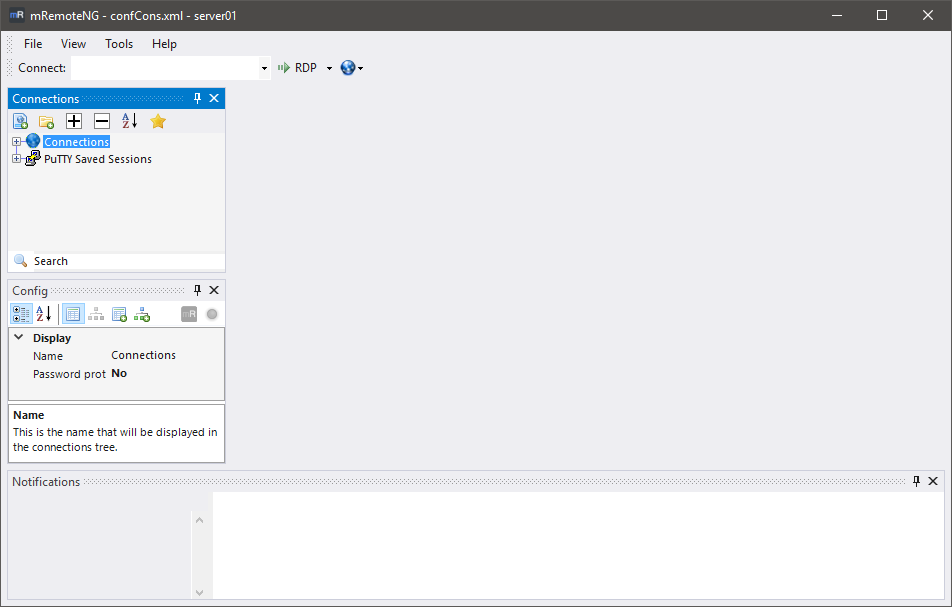 mR mRemoteNG - confCons.xml - server01
File View Tools Help
Connect: RDP
Connections
A Z
Connections
PuTTY Saved Sessions
Search
Config
A Z mR
Display
Name Connections
Password prot No
Name
This is the name that will be displayed in
the connections tree.
Notifications